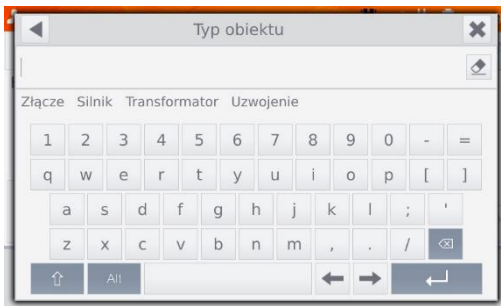 Typ obiektu
Złącze Silnik Transformator Uzwojenie
1 2 3 4 5 6 7 8 9 0 - =
q w e r t y u i o p [ ]
a s d f g h j k l ; '
z x c v b n m , . /
Alt